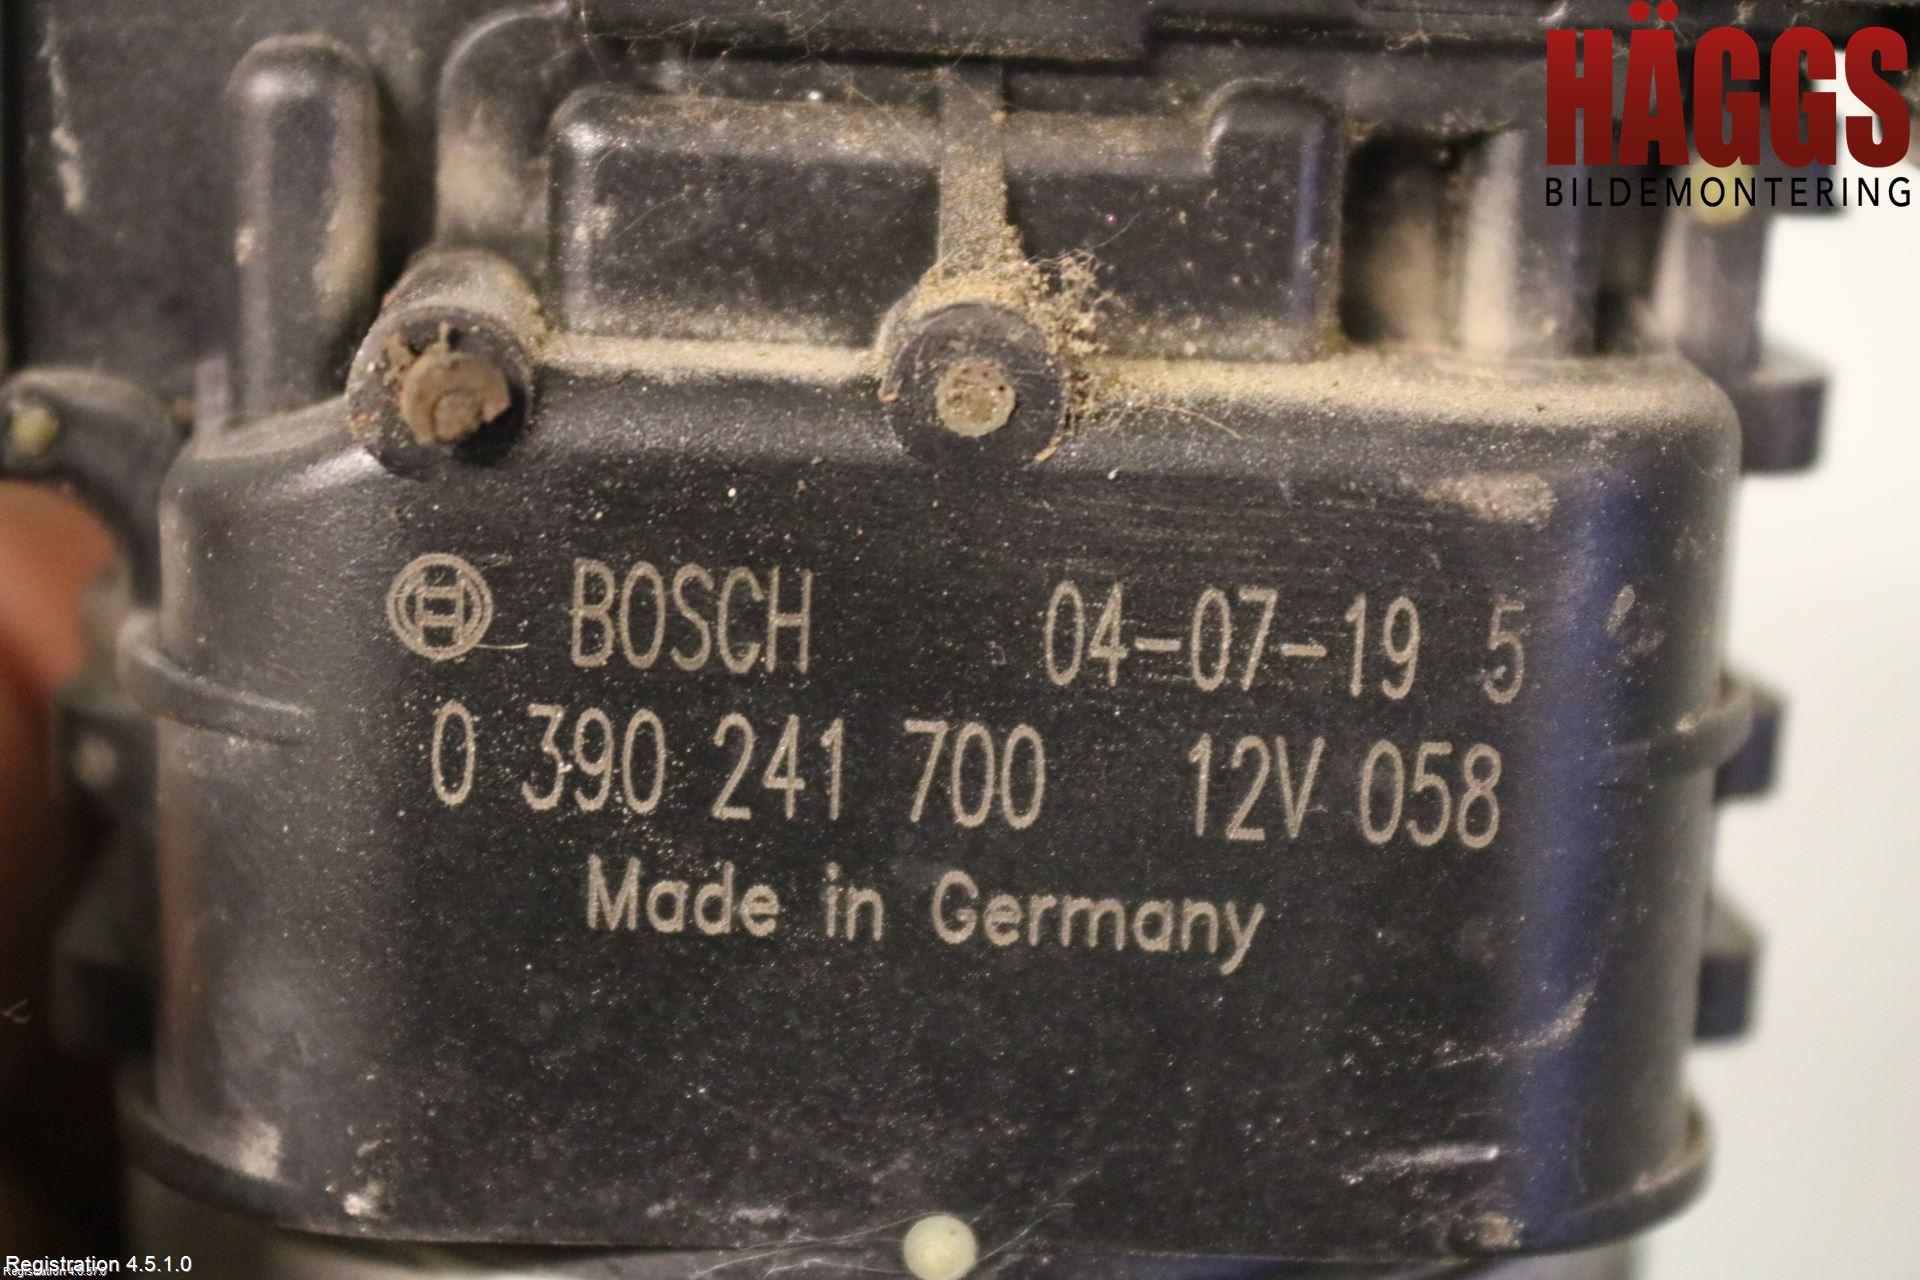 HÄGGS
BILDEMONTERING
BOSCH 04-07-19 5
0 390 241 700 12V 058
Made in Germany
Registration 4.5.1.0